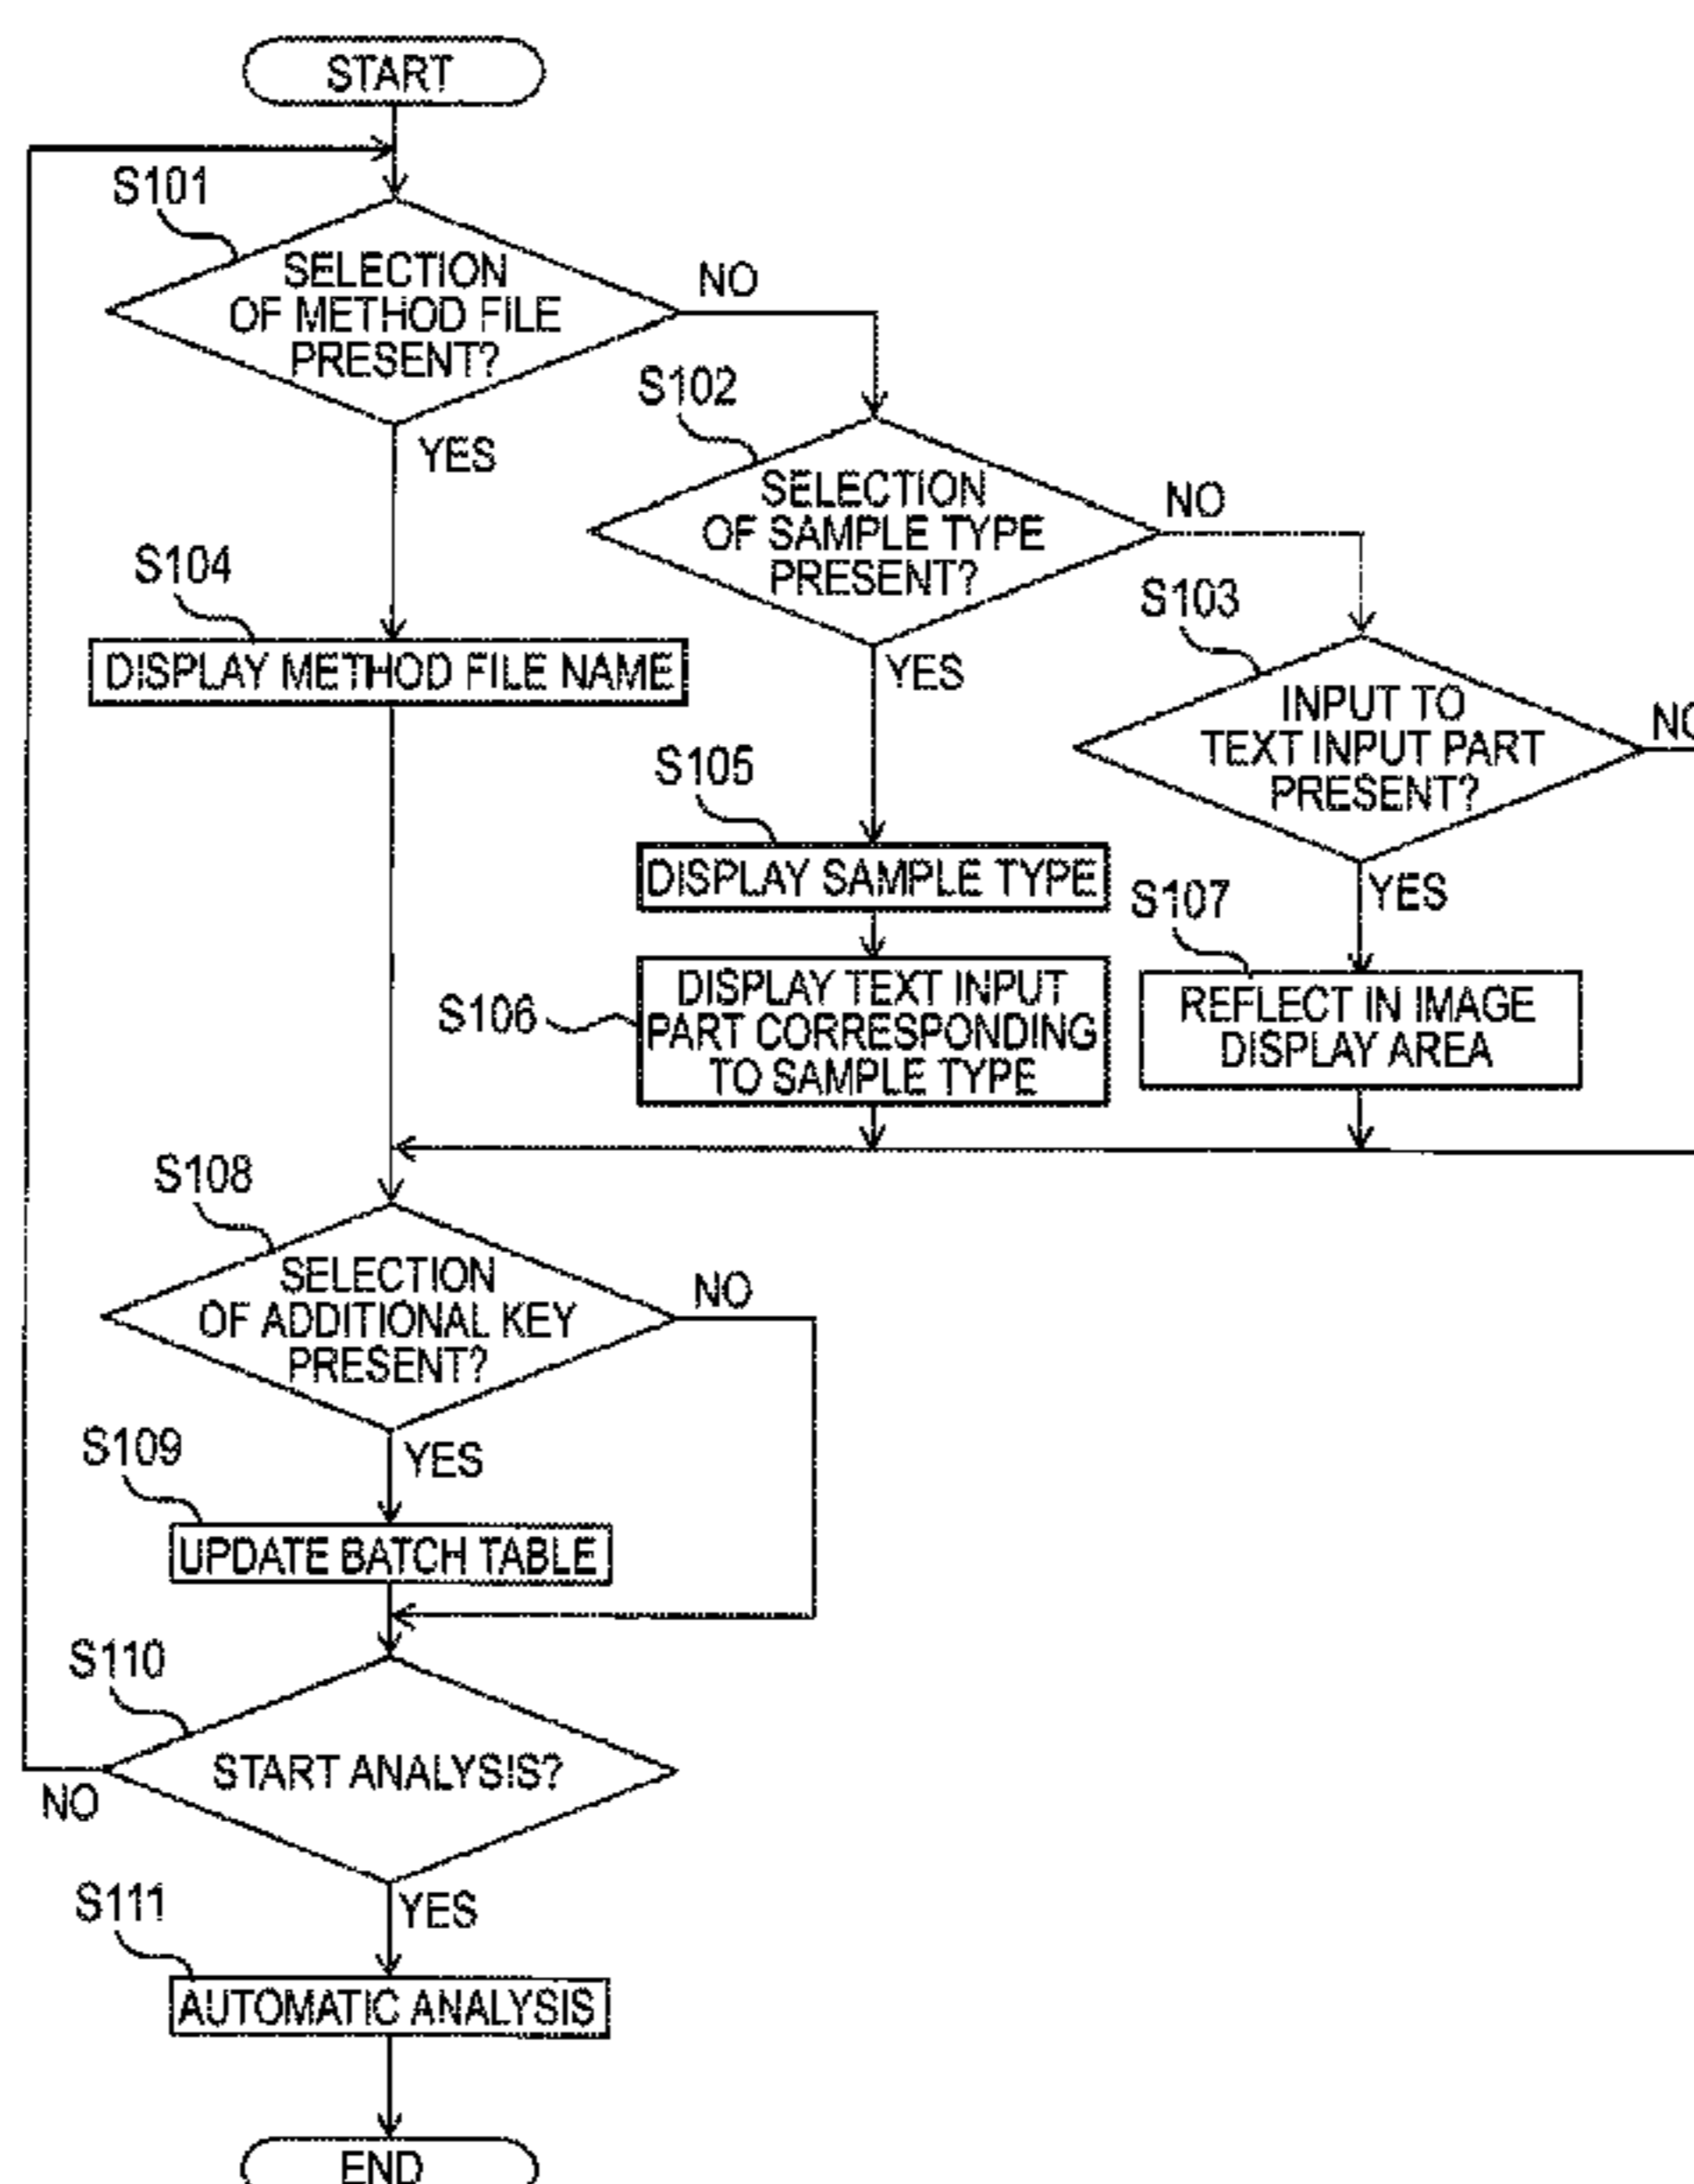 START
S101
SELECTION
OF METHOD FILE
PRESENT?
NO
YES
S102
SELECTION
OF SAMPLE TYPE
PRESENT?
NO
YES
S103
INPUT TO
TEXT INPUT PART
PRESENT?
NO
YES
S104
DISPLAY METHOD FILE NAME
S105
DISPLAY SAMPLE TYPE
S106
DISPLAY TEXT INPUT
PART CORRESPONDING
TO SAMPLE TYPE
S107
REFLECT IN IMAGE
DISPLAY AREA
S108
SELECTION
OF ADDITIONAL KEY
PRESENT?
NO
YES
S109
UPDATE BATCH TABLE
S110
START ANALYSIS?
NO
YES
S111
AUTOMATIC ANALYSIS
END